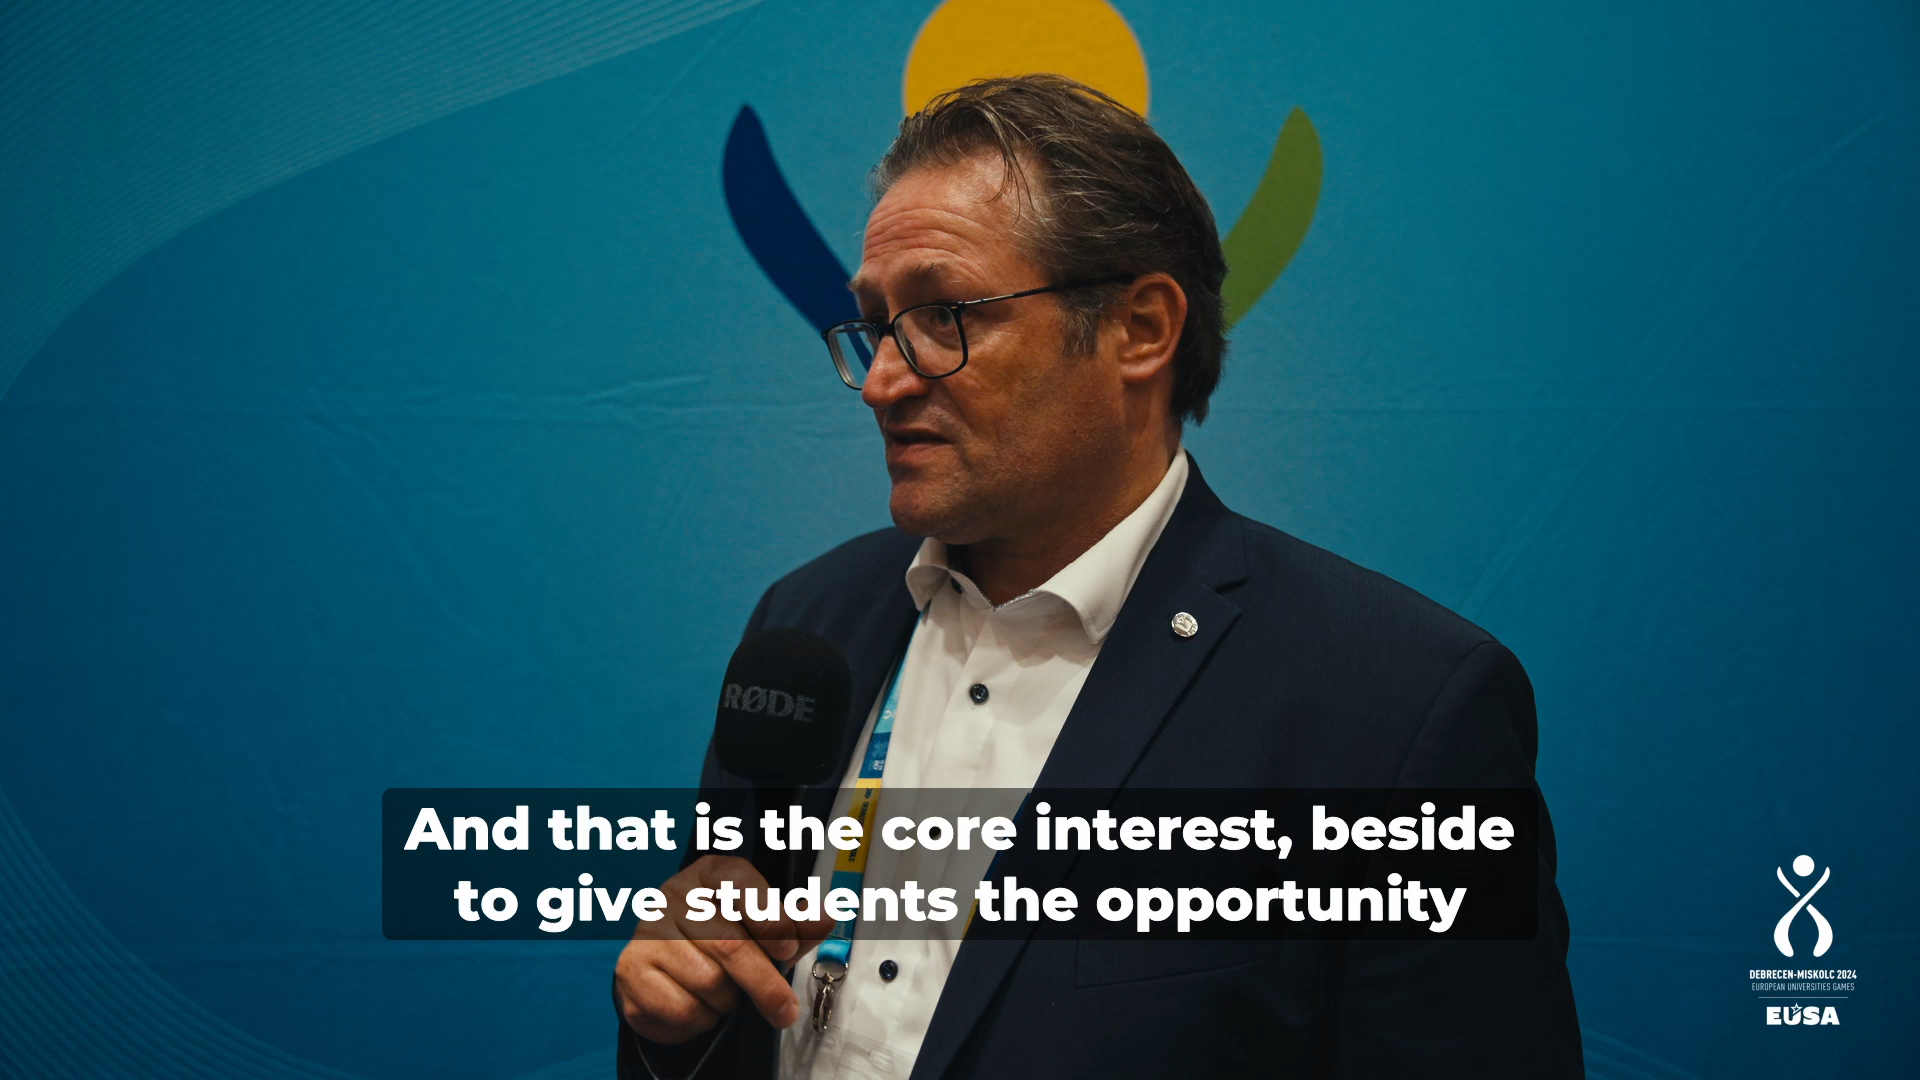 RØDE
And that is the core interest, beside
to give students the opportunity
DEBRECEN-MISKOLC 2024
EUROPEAN UNIVERSITIES GAMES
EUSA